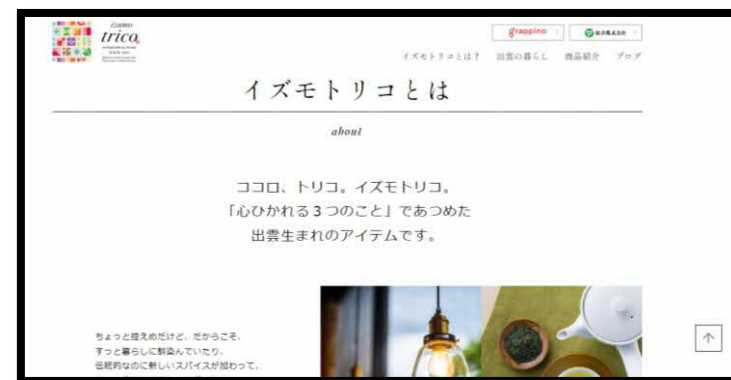 trico
grappino
イズモトリコとは？ 出雲の暮らし 商品紹介 ブログ
イズモトリコとは
about
ココロ、トリコ。イズモトリコ。
「心ひかれる３つのこと」であつめた
出雲生まれのアイテムです。
ちょっと控えめだけど、だからこそ、
すっと暮らしに馴染んでいたり、
伝統的なのに新しいスパイスが加わって、